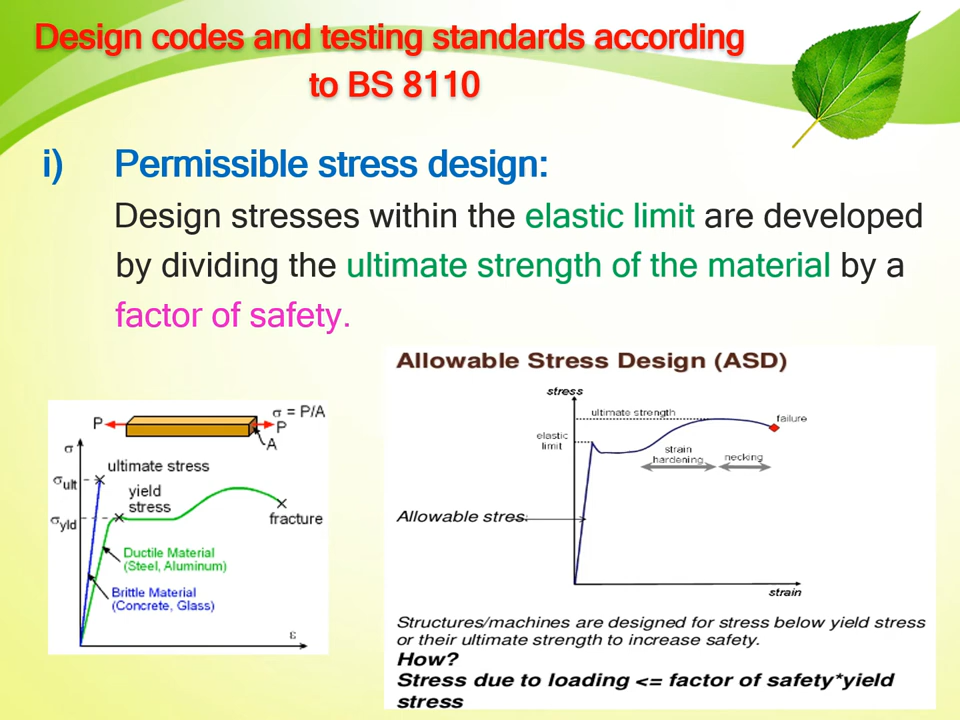 Design codes and testing standards according
to BS 8110
i) Permissible stress design:
Design stresses within the elastic limit are developed
by dividing the ultimate strength of the material by a
factor of safety.
σ = P/A
P
P
A
σ
ultimate stress
σult
yield
stress
σyld
fracture
Ductile Material
(Steel, Aluminum)
Brittle Material
(Concrete, Glass)
ε
Allowable Stress Design (ASD)
stress
ultimate strength
failure
elastic
limit
strain
hardening
necking
Allowable stres.
strain
Structures/machines are designed for stress below yield stress
or their ultimate strength to increase safety.
How?
Stress due to loading <= factor of safety*yield
stress